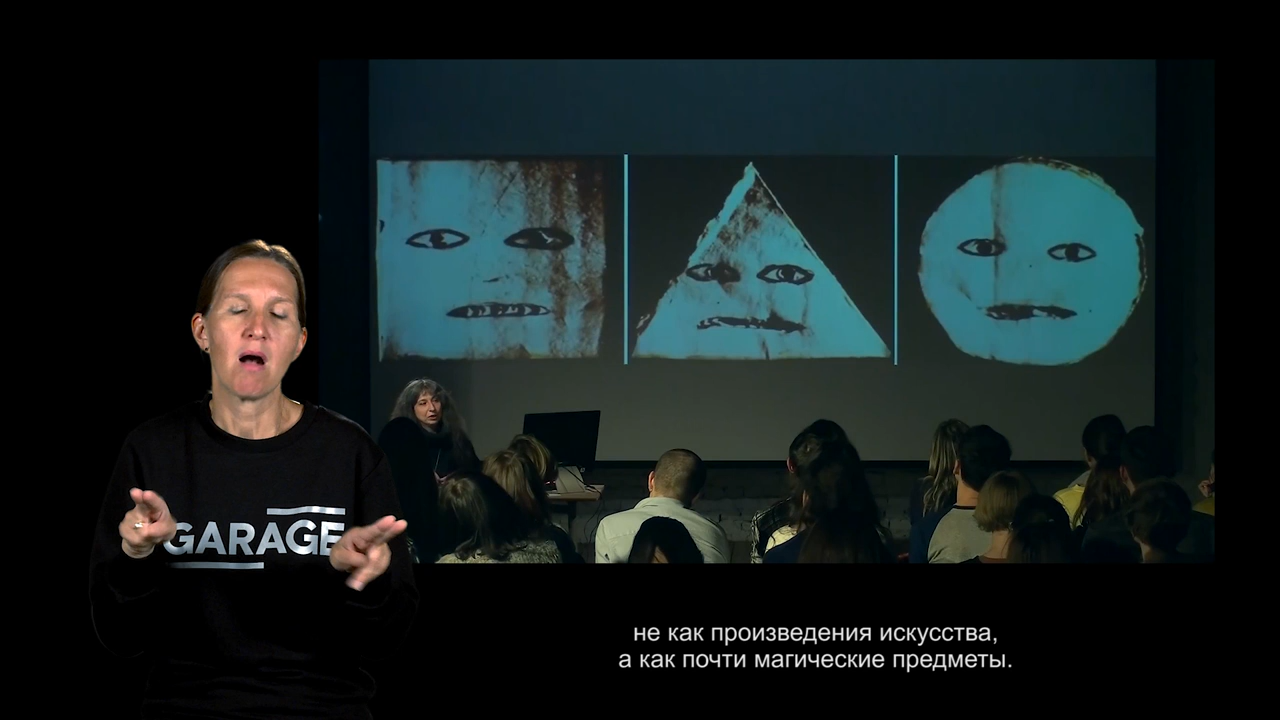 GARAGE
не как произведения искусства,
а как почти магические предметы.